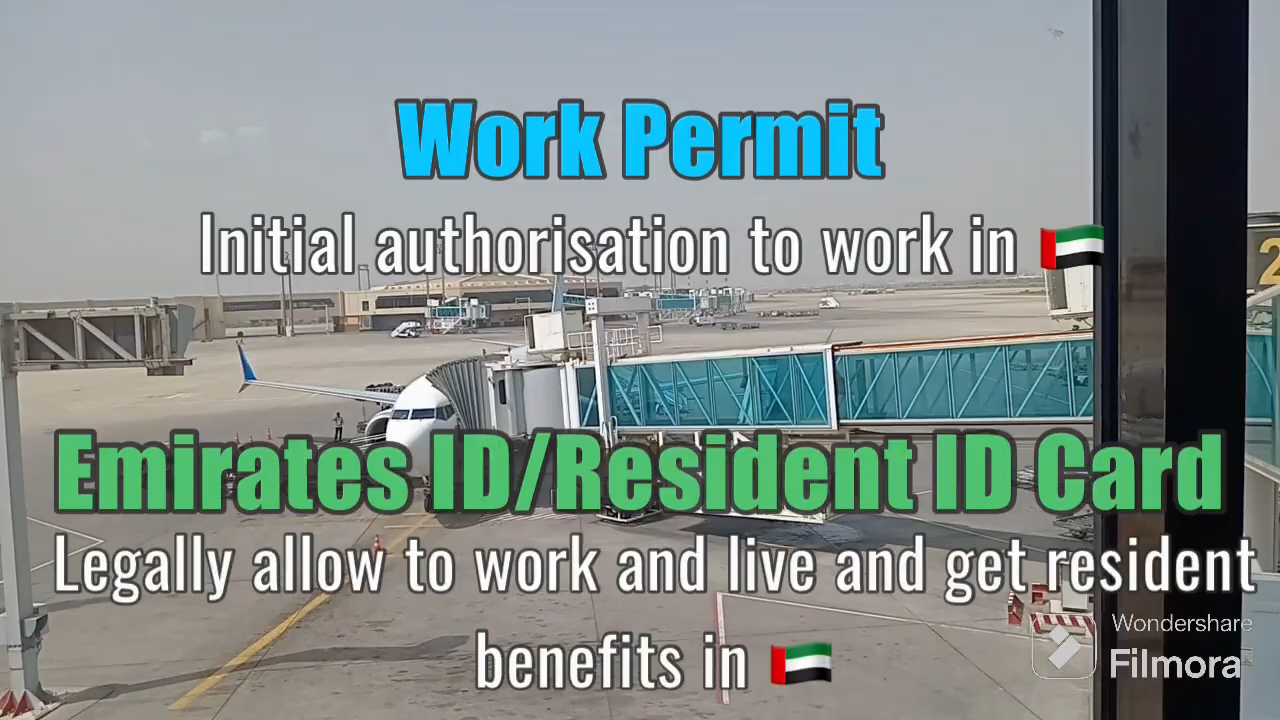 Work Permit
Initial authorisation to work in 🇦🇪
Emirates ID/Resident ID Card
Legally allow to work and live and get resident
benefits in 🇦🇪
2
Wondershare
Filmora